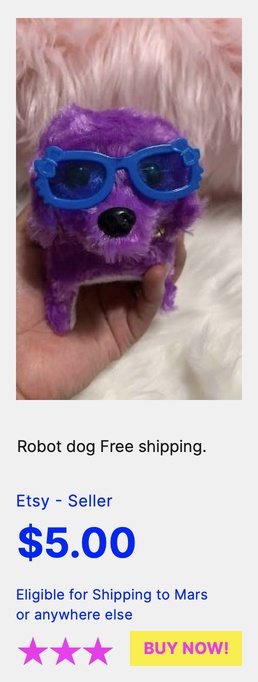 Robot dog Free shipping.
Etsy - Seller
$5.00
Eligible for Shipping to Mars
or anywhere else
BUY NOW!